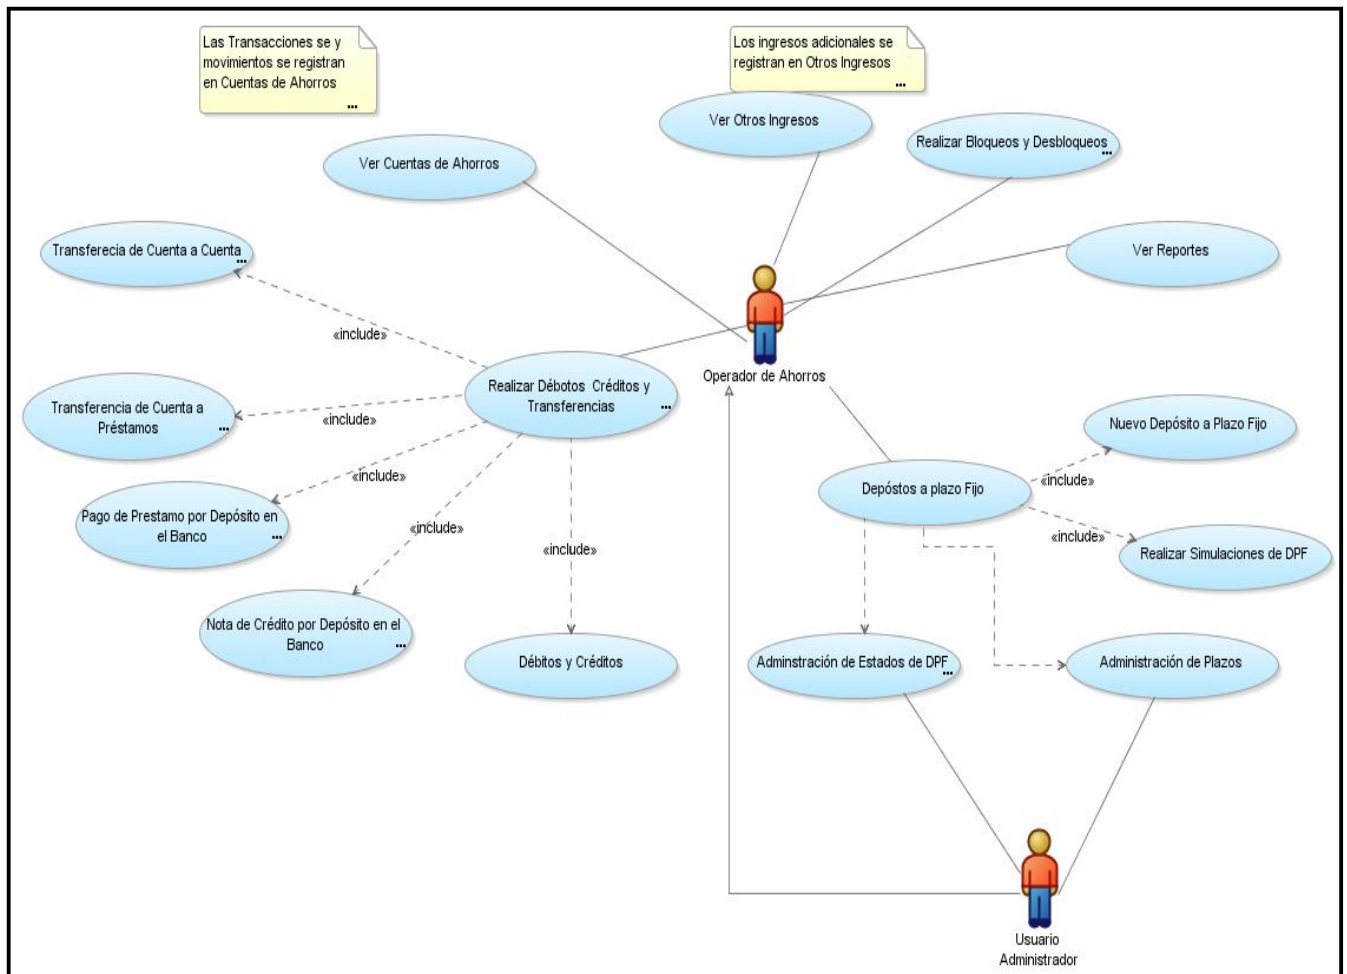 Las Transacciones se y
movimientos se registran
en Cuentas de Ahorros
...
Los ingresos adicionales se
registran en Otros Ingresos
...
Ver Otros Ingresos
Realizar Bloqueos y Desbloqueos
...
Ver Cuentas de Ahorros
Transferecia de Cuenta a Cuenta
...
Ver Reportes
«include»
Operador de Ahorros
Realizar Débotos Créditos y
Transferencias
...
Transferencia de Cuenta a
Préstamos
...
«include»
Nuevo Depósito a Plazo Fijo
«include»
«include»
Depóstos a plazo Fijo
Pago de Prestamo por Depósito en
el Banco
...
«include»
«include»
«include»
Realizar Simulaciones de DPF
Nota de Crédito por Depósito en el
Banco
...
Débitos y Créditos
Adminstración de Estados de DPF
...
Administración de Plazos
Usuario
Administrador